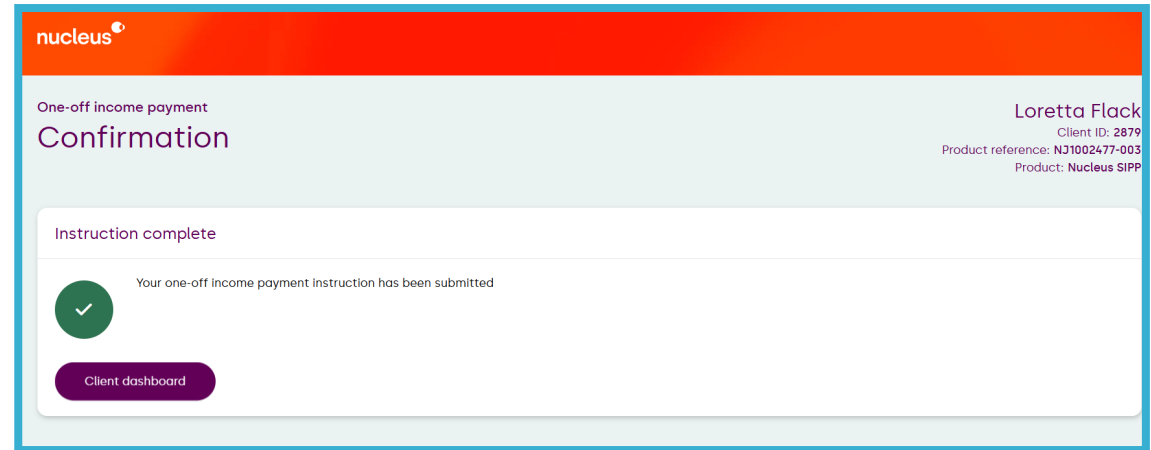 nucleus
One-off income payment
Confirmation
Loretta Flack
Client ID: 2879
Product reference: NJ1002477-003
Product: Nucleus SIPP
Instruction complete
Your one-off income payment instruction has been submitted
Client dashboard